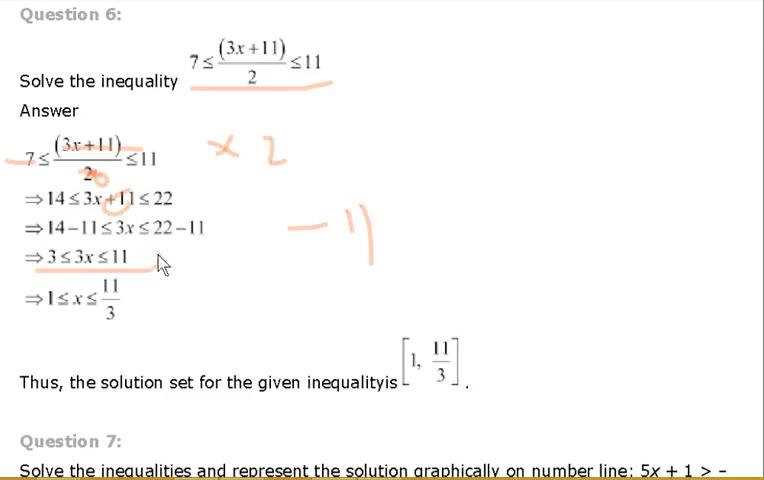 Question 6:
Solve the inequality 7 ≤ (3x+11)/2 ≤ 11
Answer
7 ≤ (3x+11)/2 ≤ 11 × 2
⇒ 14 ≤ 3x+11 ≤ 22
⇒ 14−11 ≤ 3x ≤ 22−11 − 11
⇒ 3 ≤ 3x ≤ 11
⇒ 1 ≤ x ≤ 11/3
Thus, the solution set for the given inequalityis [1, 11/3].
Question 7:
Solve the inequalities and represent the solution graphically on number line: 5x + 1 > –